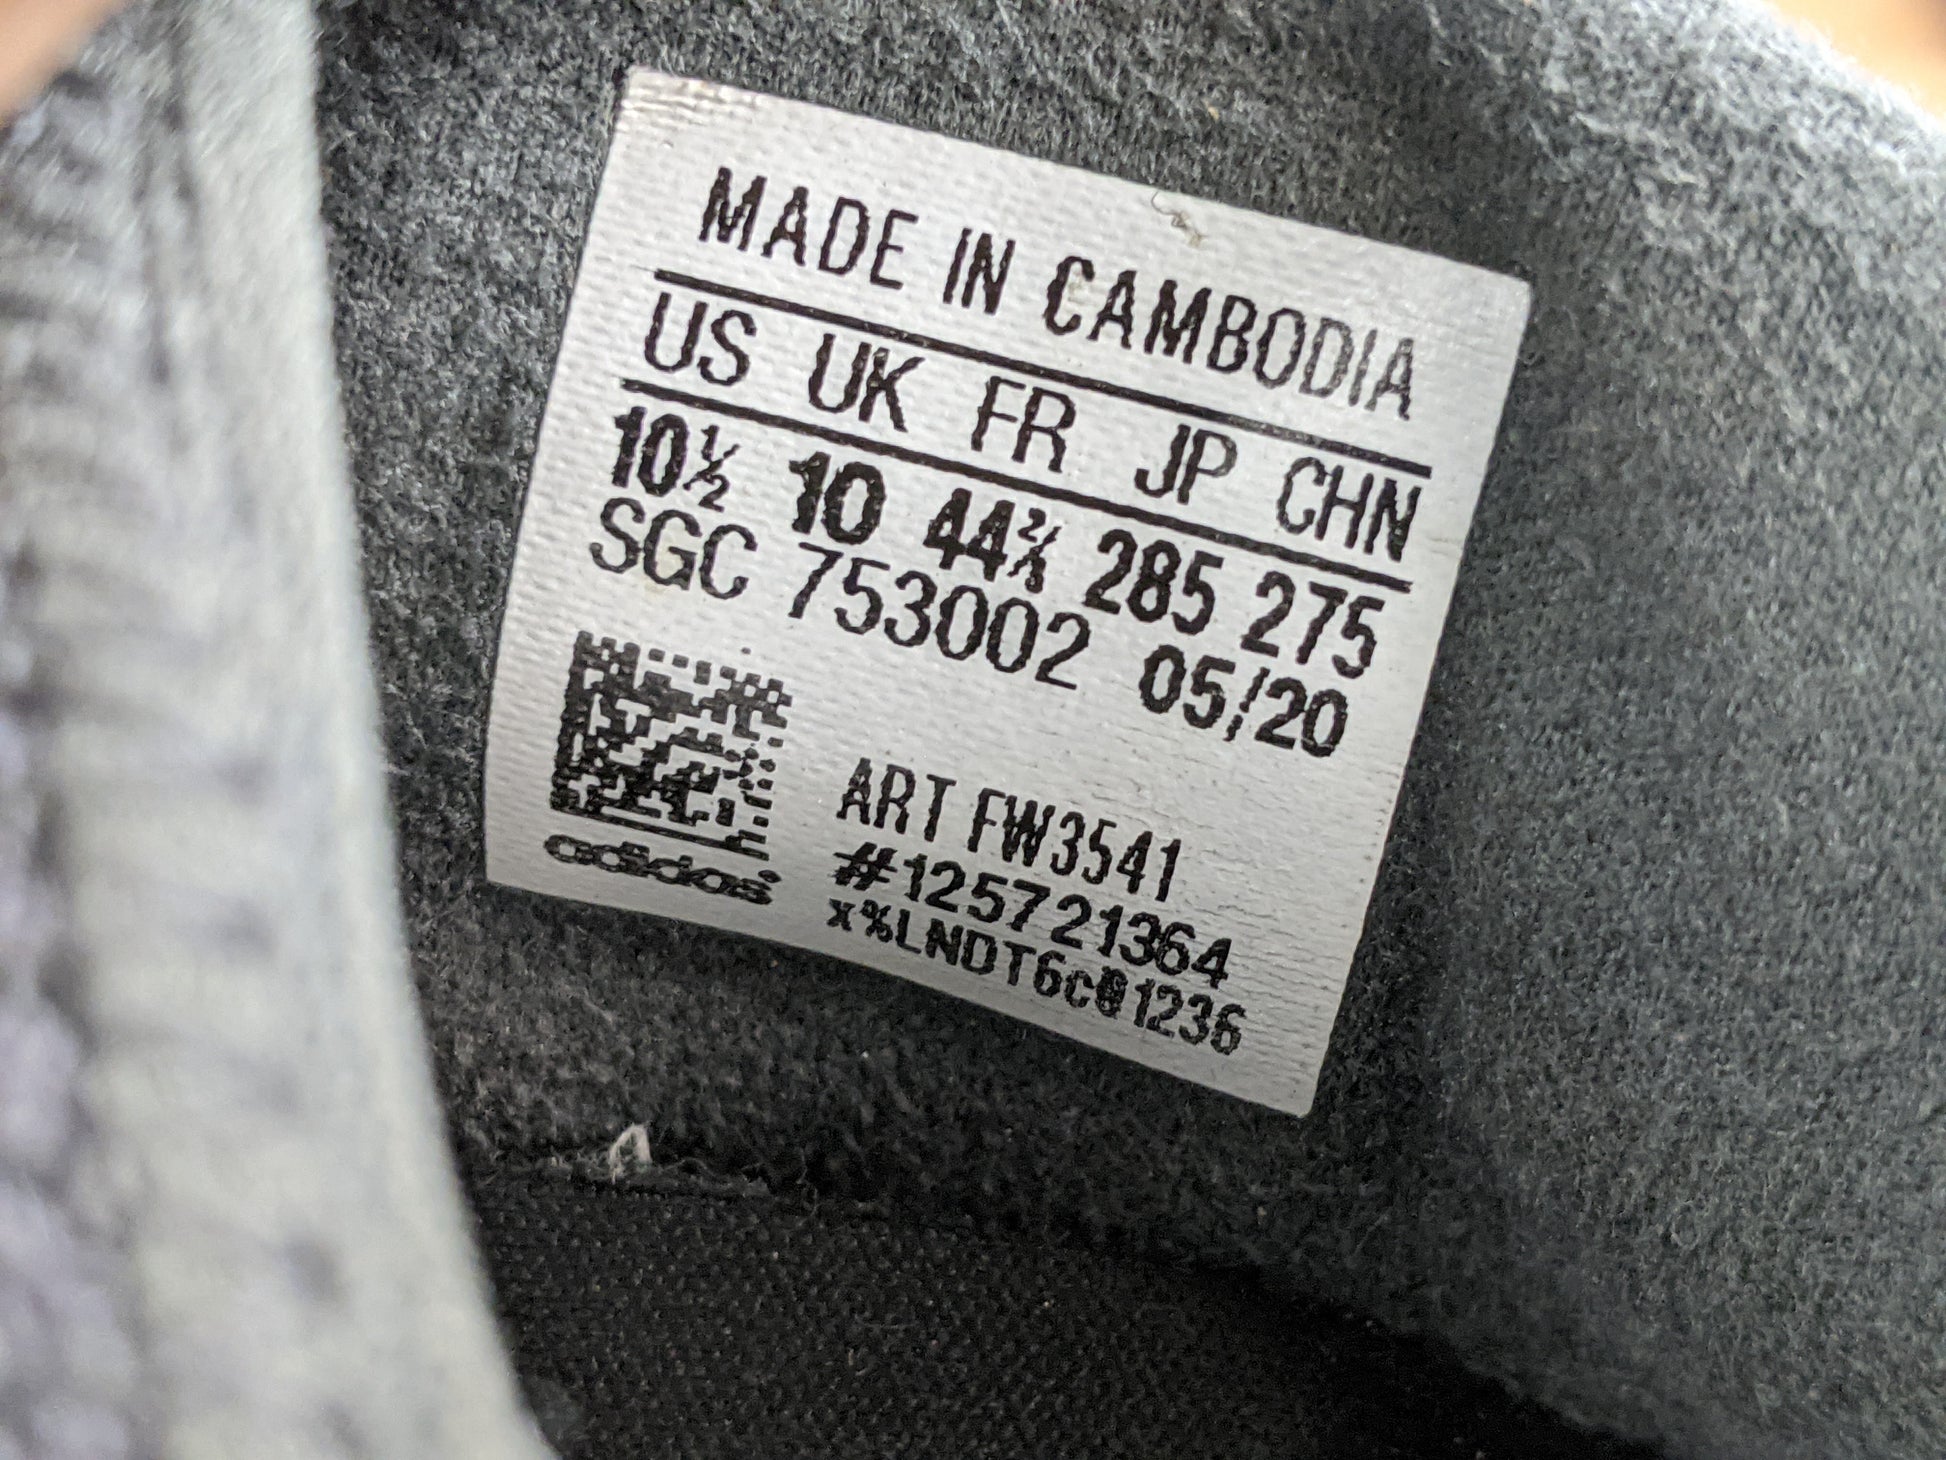 MADE IN CAMBODIA
US UK FR JP CHN
10½ 10 44⅔ 285 275
SGC 753002 05/20
ART FW3541
#125721364
x%LNDT6c01236
adidas